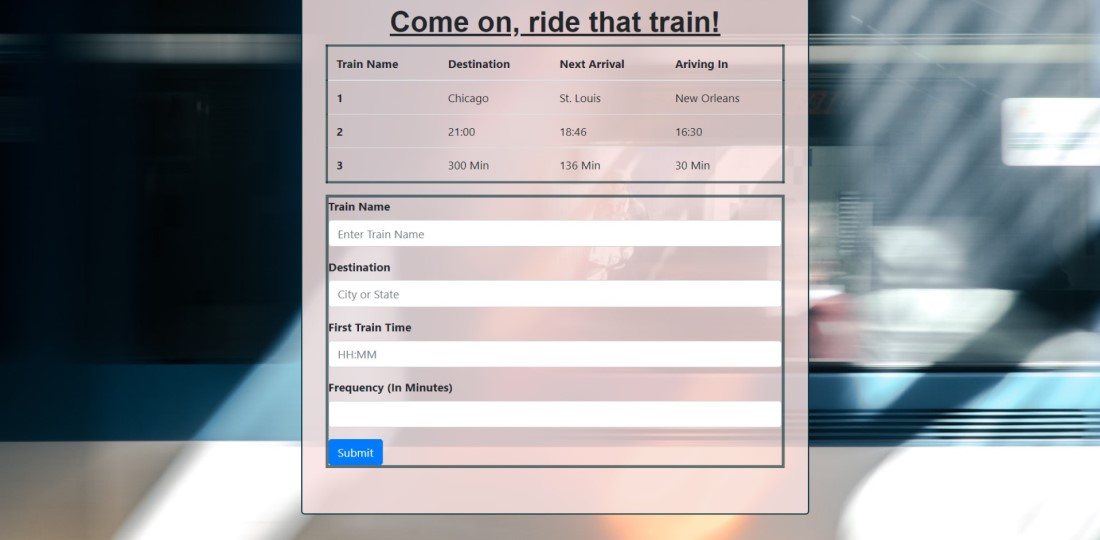 Come on, ride that train!
Train Name Destination Next Arrival Ariving In
1 Chicago St. Louis New Orleans
2 21:00 18:46 16:30
3 300 Min 136 Min 30 Min
Train Name
Enter Train Name
Destination
City or State
First Train Time
HH:MM
Frequency (In Minutes)
Submit